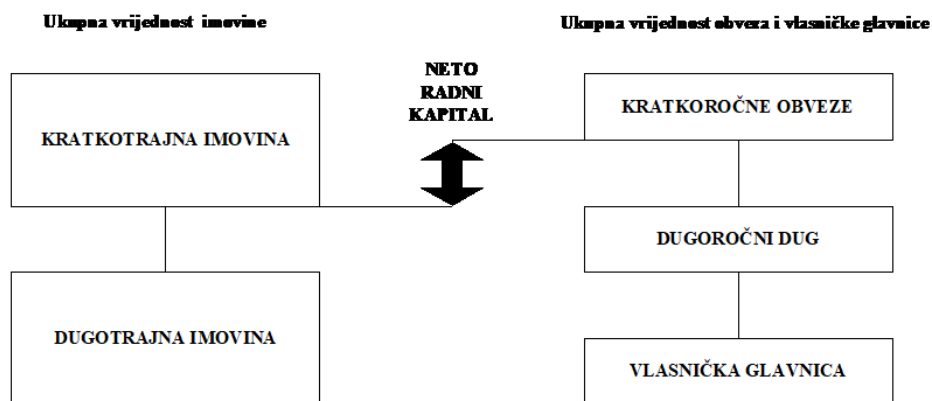 Ukupna vrijednost imovine
Ukupna vrijednost obveza i vlasničke glavnice
NETO
RADNI
KAPITAL
KRATKOTRAJNA IMOVINA
KRATKOROČNE OBVEZE
DUGOROČNI DUG
DUGOTRAJNA IMOVINA
VLASNIČKA GLAVNICA